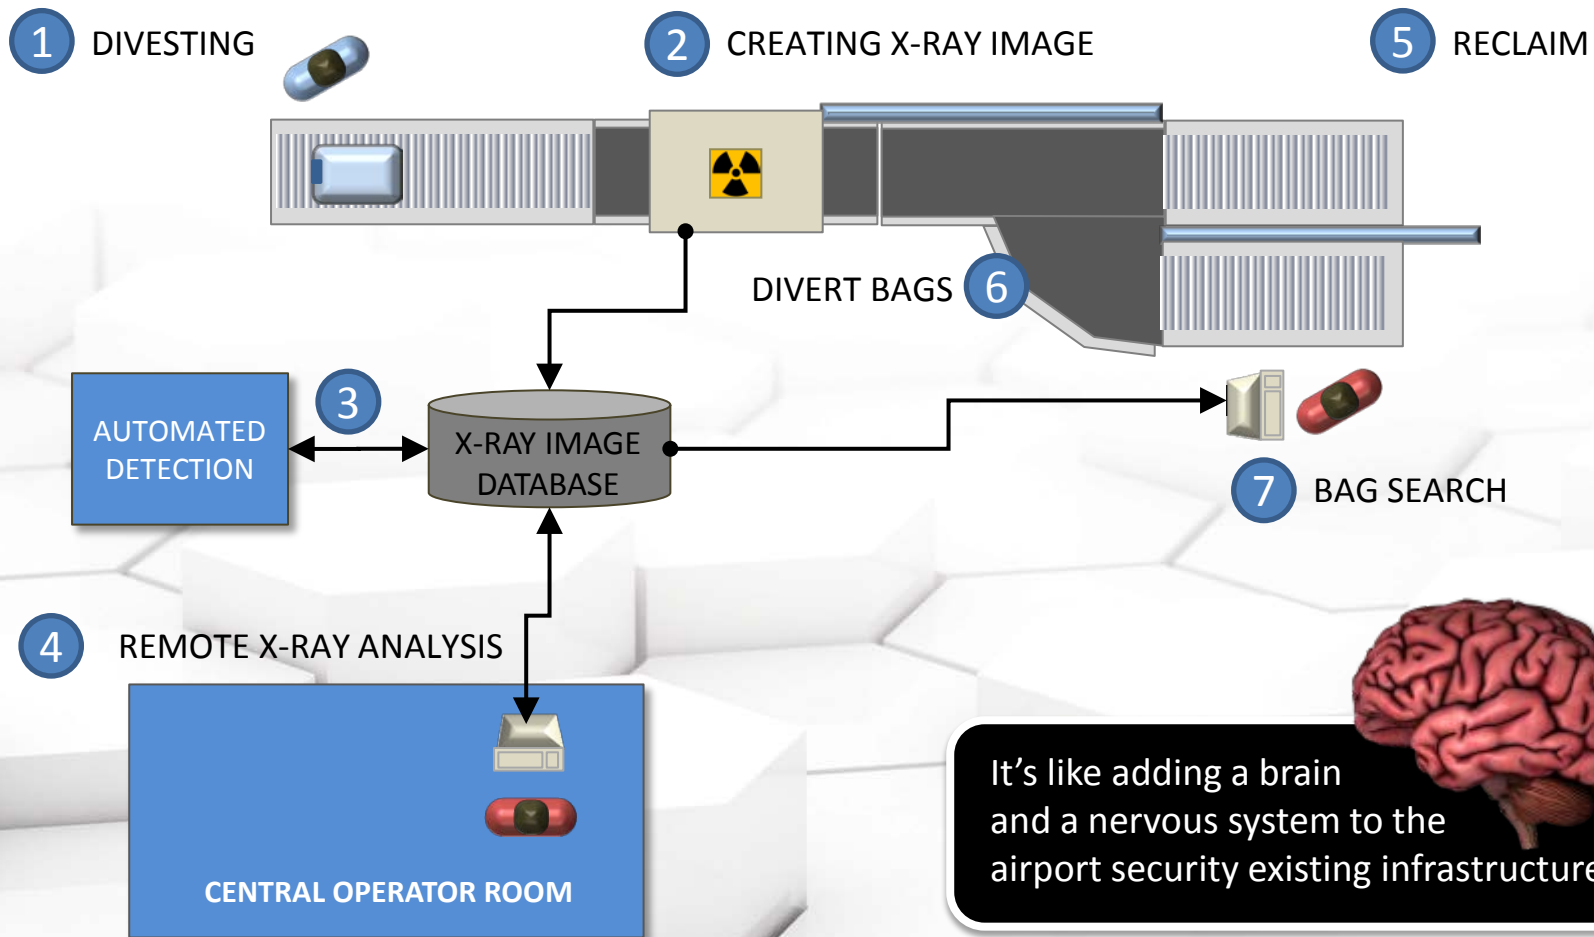 1 DIVESTING
2 CREATING X-RAY IMAGE
5 RECLAIM
DIVERT BAGS 6
3
AUTOMATED
DETECTION
X-RAY IMAGE
DATABASE
7 BAG SEARCH
4 REMOTE X-RAY ANALYSIS
CENTRAL OPERATOR ROOM
It’s like adding a brain
and a nervous system to the
airport security existing infrastructure